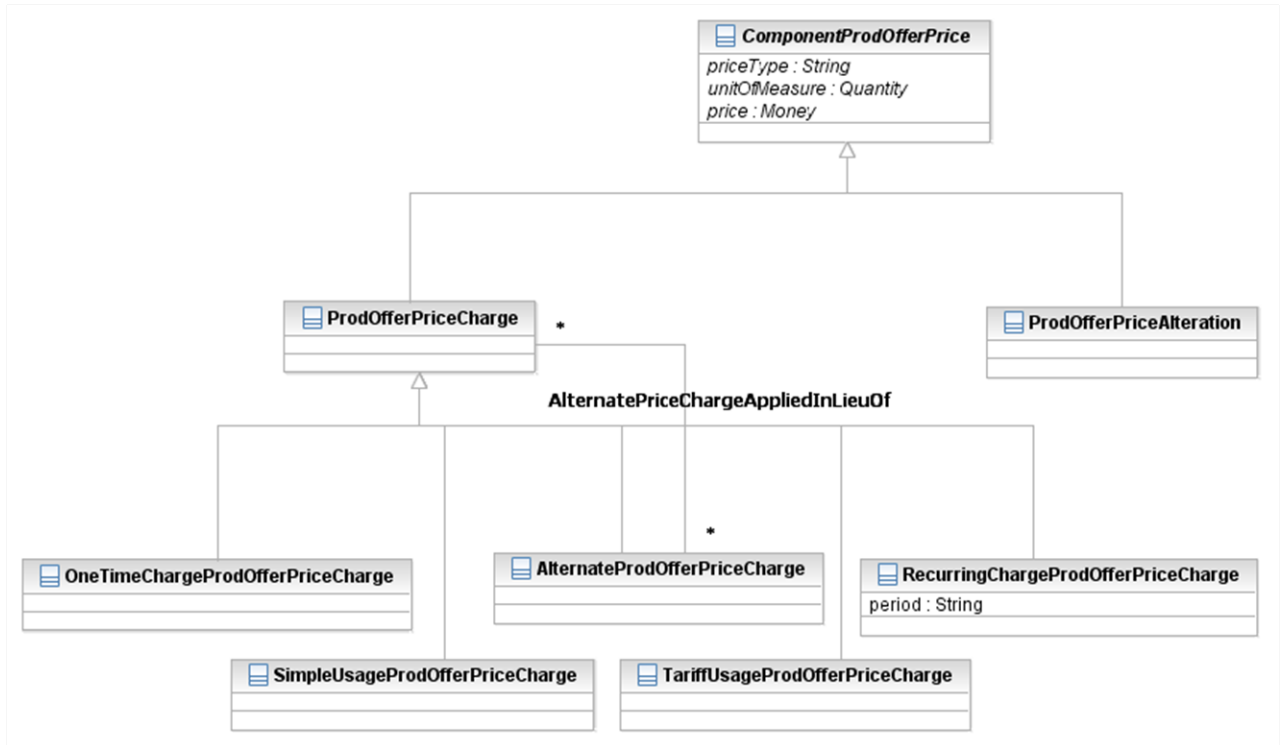 ComponentProdOfferPrice
priceType : String
unitOfMeasure : Quantity
price : Money
ProdOfferPriceCharge
*
ProdOfferPriceAlteration
AlternatePriceChargeAppliedInLieuOf
*
OneTimeChargeProdOfferPriceCharge
AlternateProdOfferPriceCharge
RecurringChargeProdOfferPriceCharge
period : String
SimpleUsageProdOfferPriceCharge
TariffUsageProdOfferPriceCharge